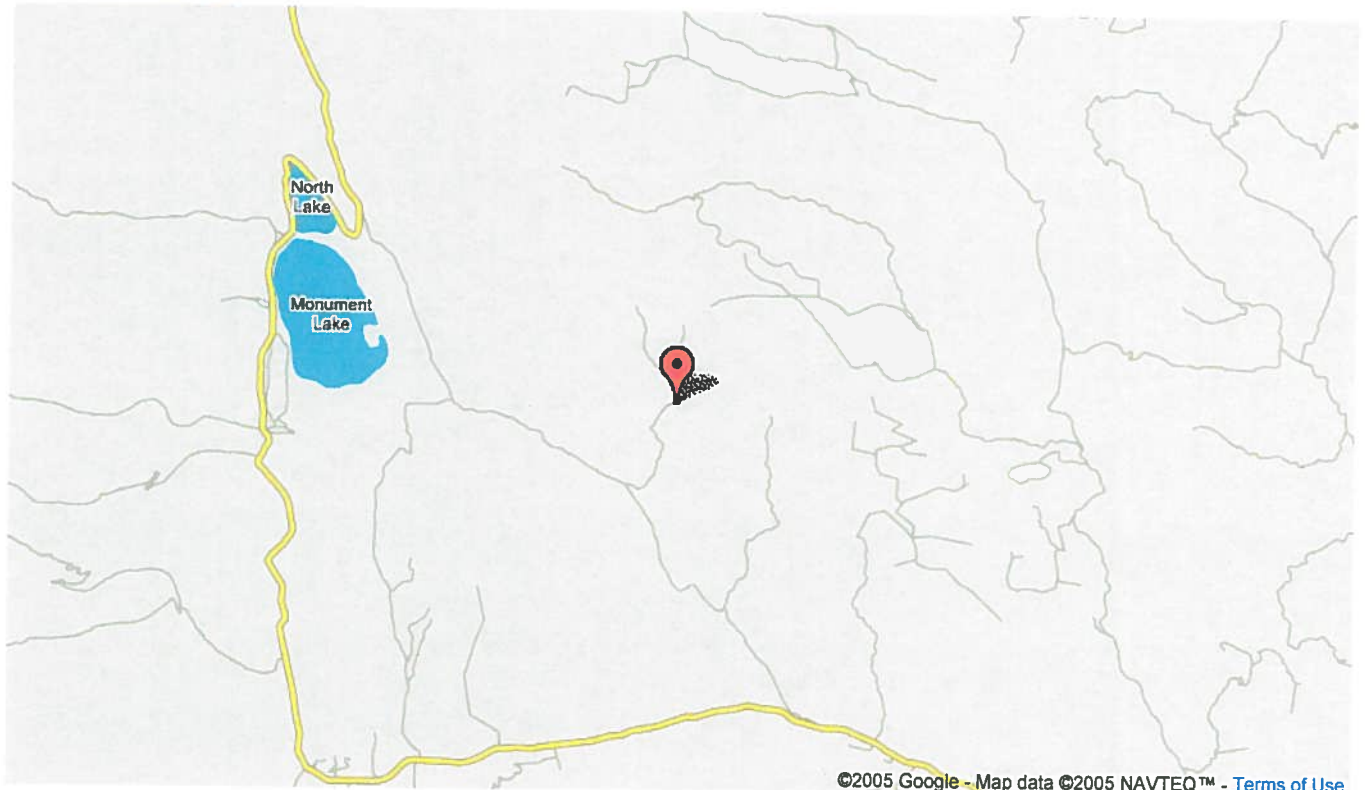 North
Lake
Monument
Lake
©2005 Google - Map data ©2005 NAVTEQ™ - Terms of Use